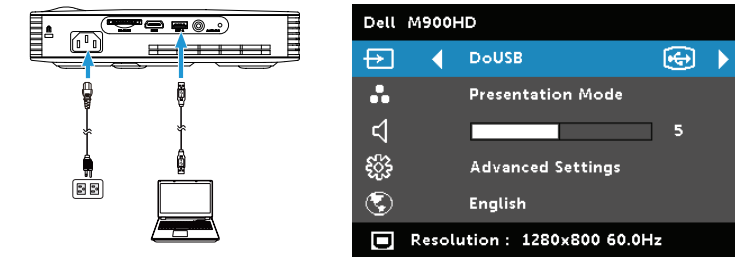 Dell M900HD
DoUSB
Presentation Mode
5
Advanced Settings
English
Resolution : 1280x800 60.0Hz